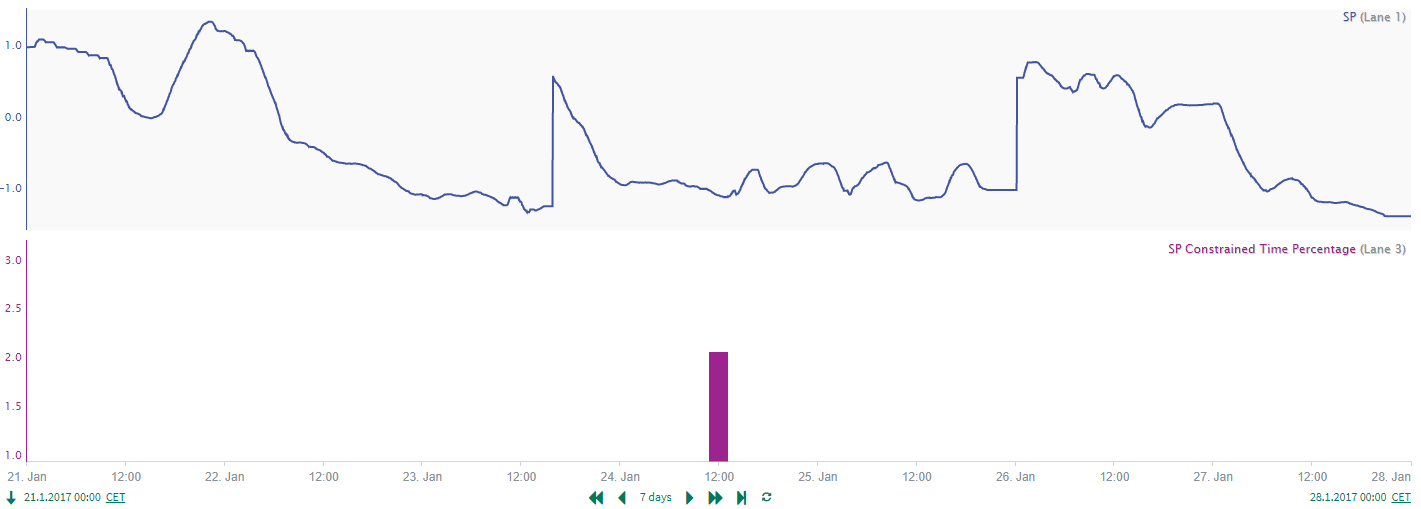 SP (Lane 1)
1.0
0.0
-1.0
SP Constrained Time Percentage (Lane 3)
3.0
2.5
2.0
1.5
1.0
21. Jan 12:00 22. Jan 12:00 23. Jan 12:00 24. Jan 12:00 25. Jan 12:00 26. Jan 12:00 27. Jan 12:00 28. Jan
21.1.2017 00:00 CET 7 days 28.1.2017 00:00 CET